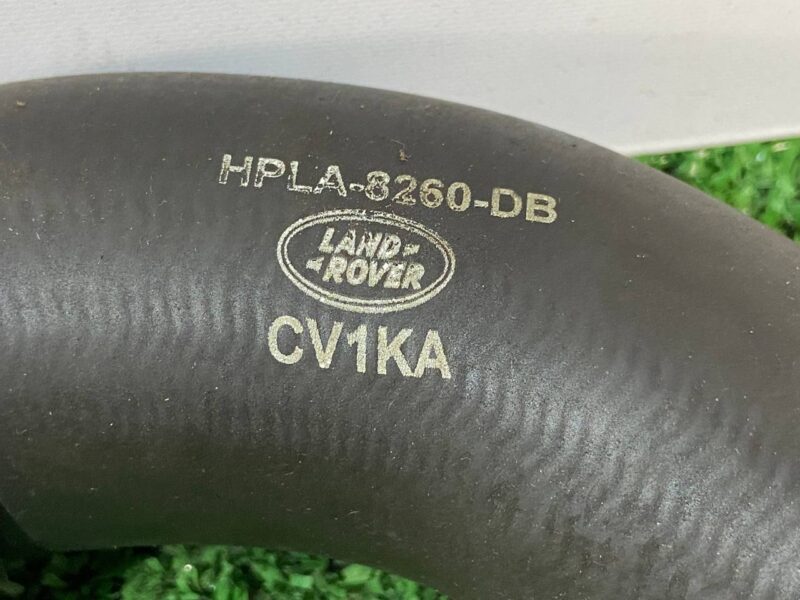 HPLA-8260-DB
LAND-
-ROVER
CV1KA